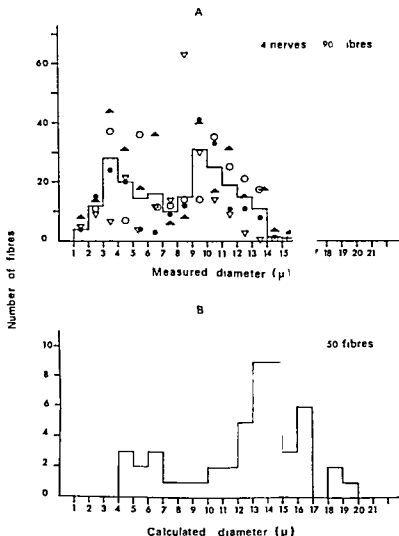 A
4 nerves 90 fibres
60
40
20
0
1 2 3 4 5 6 7 8 9 10 11 12 13 14 15
18 19 20 21
Measured diameter (μ)
Number of fibres
B
50 fibres
10
8
6
4
2
0
1 2 3 4 5 6 7 8 9 10 11 12 13 14 15 16 17 18 19 20 21
Calculated diameter (μ)